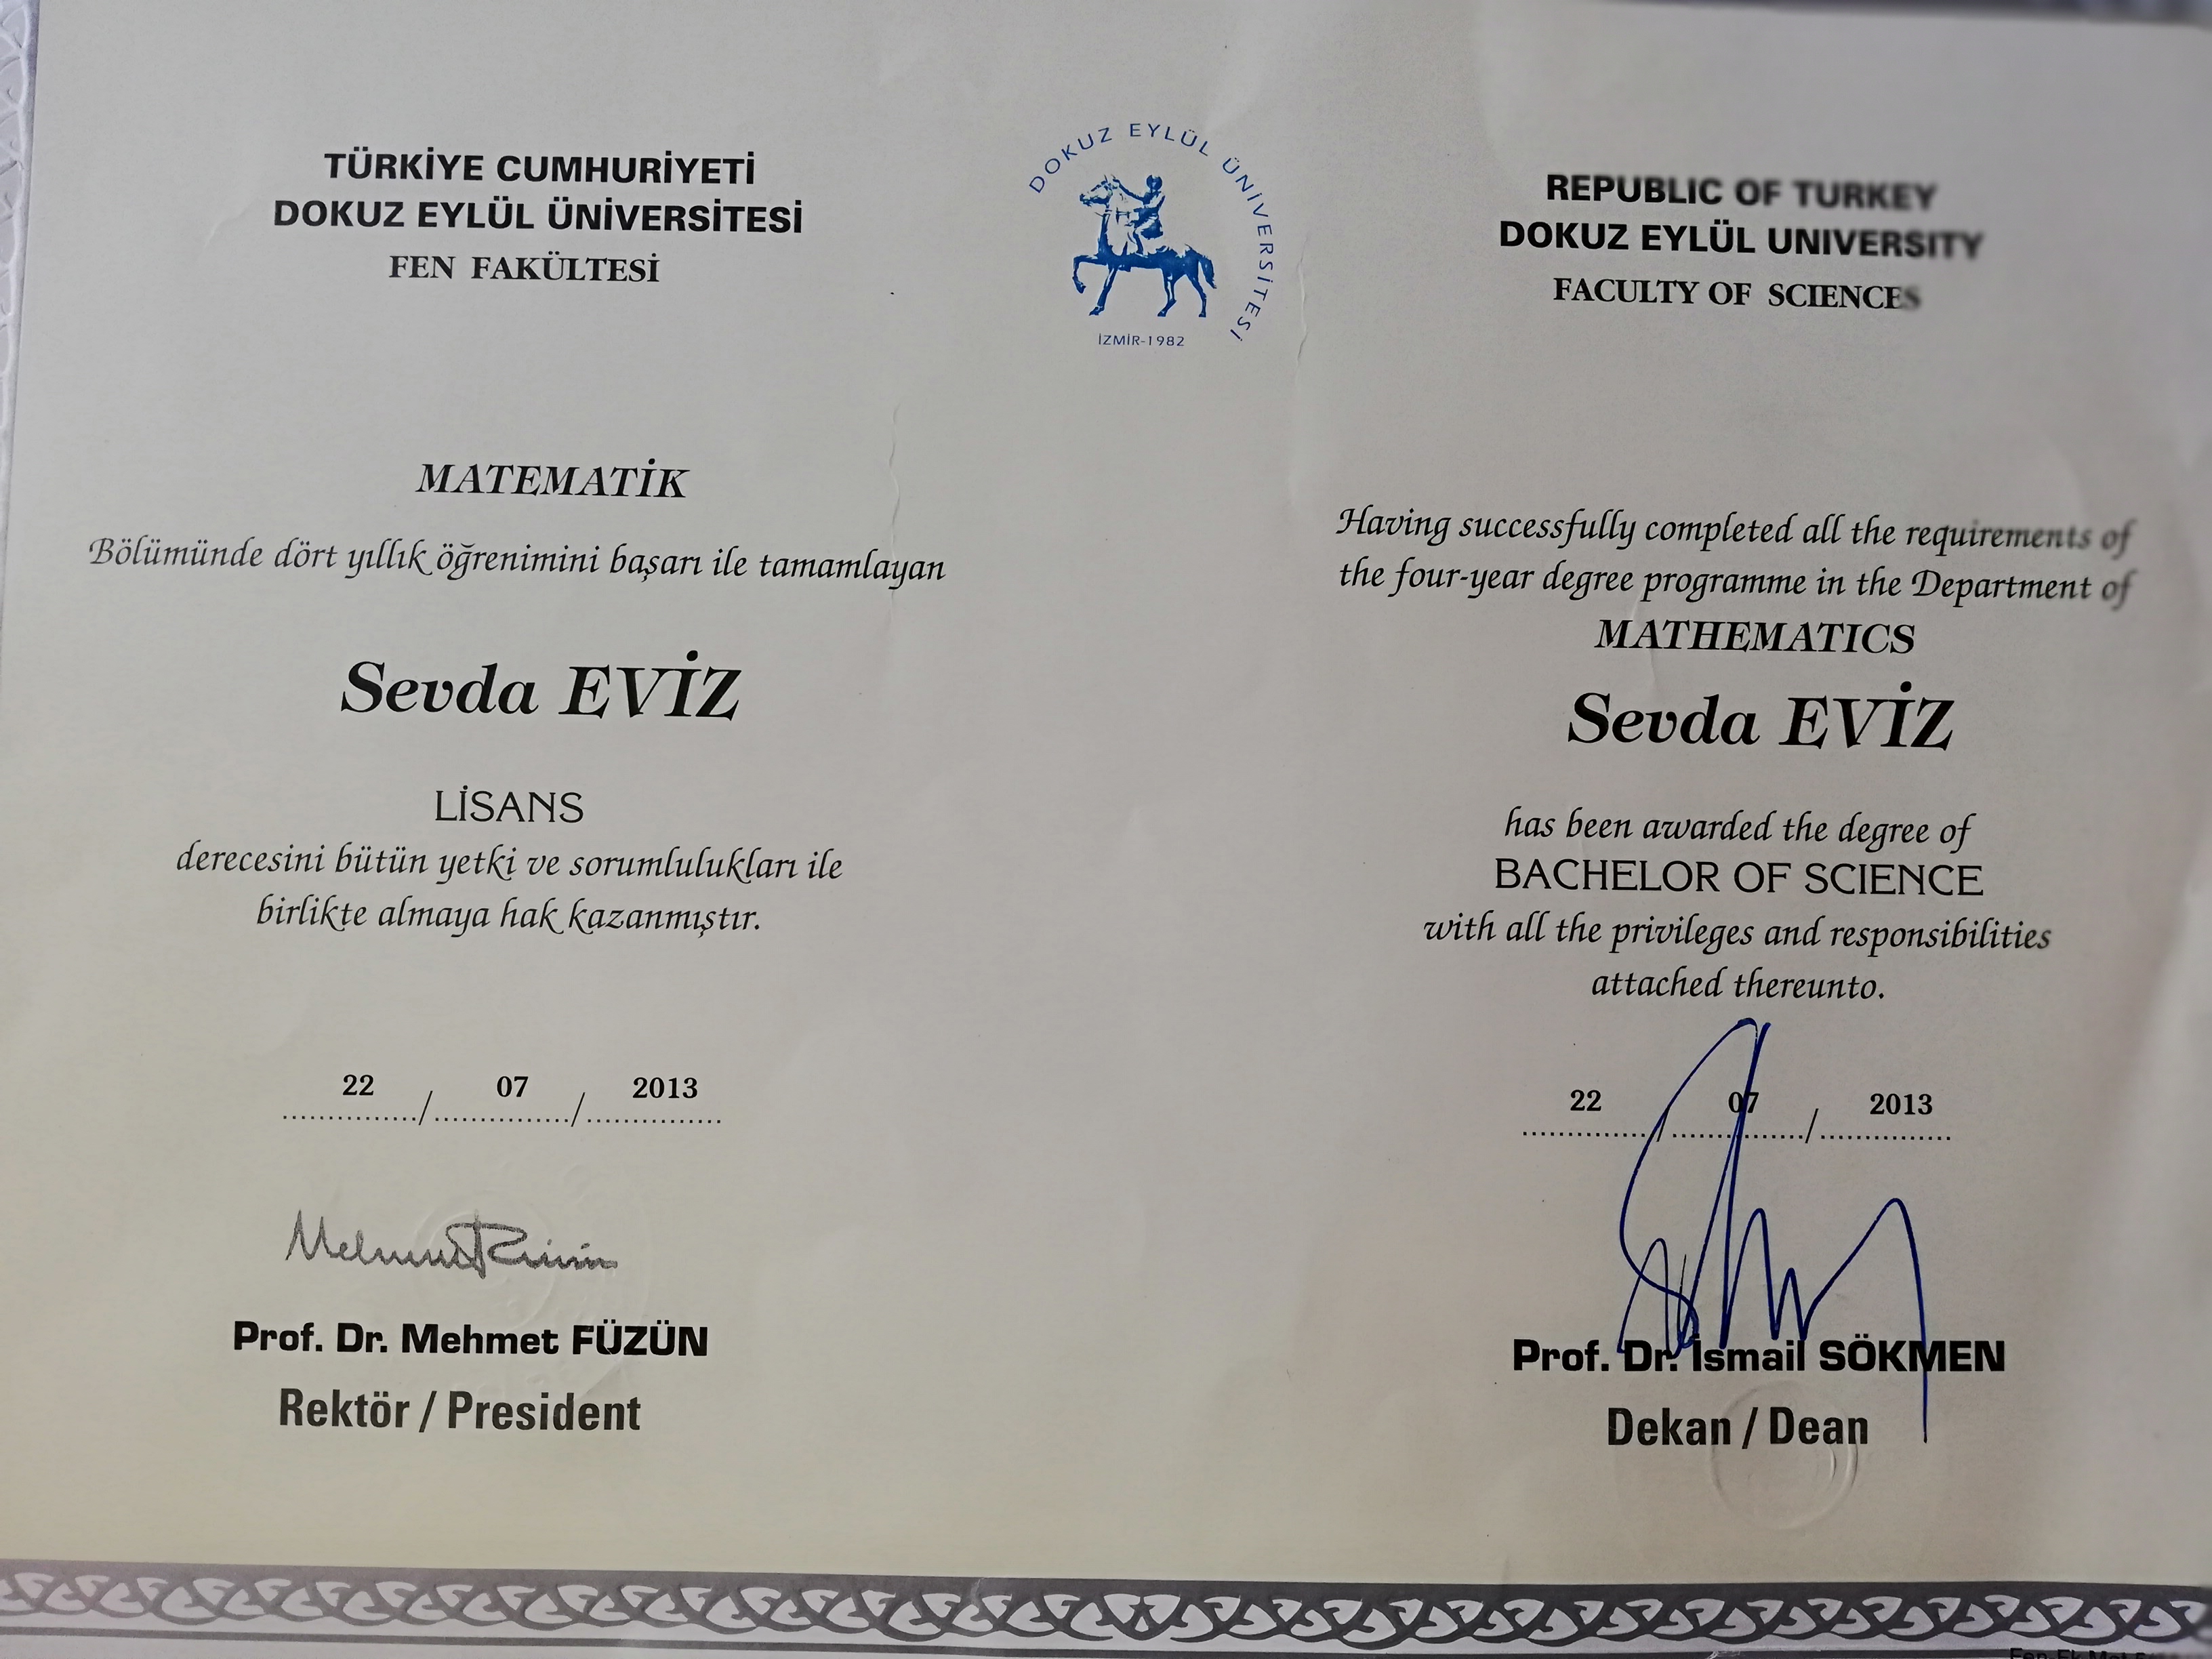 TÜRKİYE CUMHURİYETİ
DOKUZ EYLÜL ÜNİVERSİTESİ
FEN FAKÜLTESİ
MATEMATİK
Bölümünde dört yıllık öğrenimini başarı ile tamamlayan
Sevda EVİZ
LİSANS
derecesini bütün yetki ve sorumlulukları ile
birlikte almaya hak kazanmıştır.
22 / 07 / 2013
Prof. Dr. Mehmet FÜZÜN
Rektör / President
DOKUZ EYLÜL ÜNİVERSİTESİ
İZMİR-1982
REPUBLIC OF TURKEY
DOKUZ EYLÜL UNIVERSITY
FACULTY OF SCIENCES
Having successfully completed all the requirements of
the four-year degree programme in the Department of
MATHEMATICS
Sevda EVİZ
has been awarded the degree of
BACHELOR OF SCIENCE
with all the privileges and responsibilities
attached thereunto.
22 / 07 / 2013
Prof. Dr. İsmail SÖKMEN
Dekan / Dean